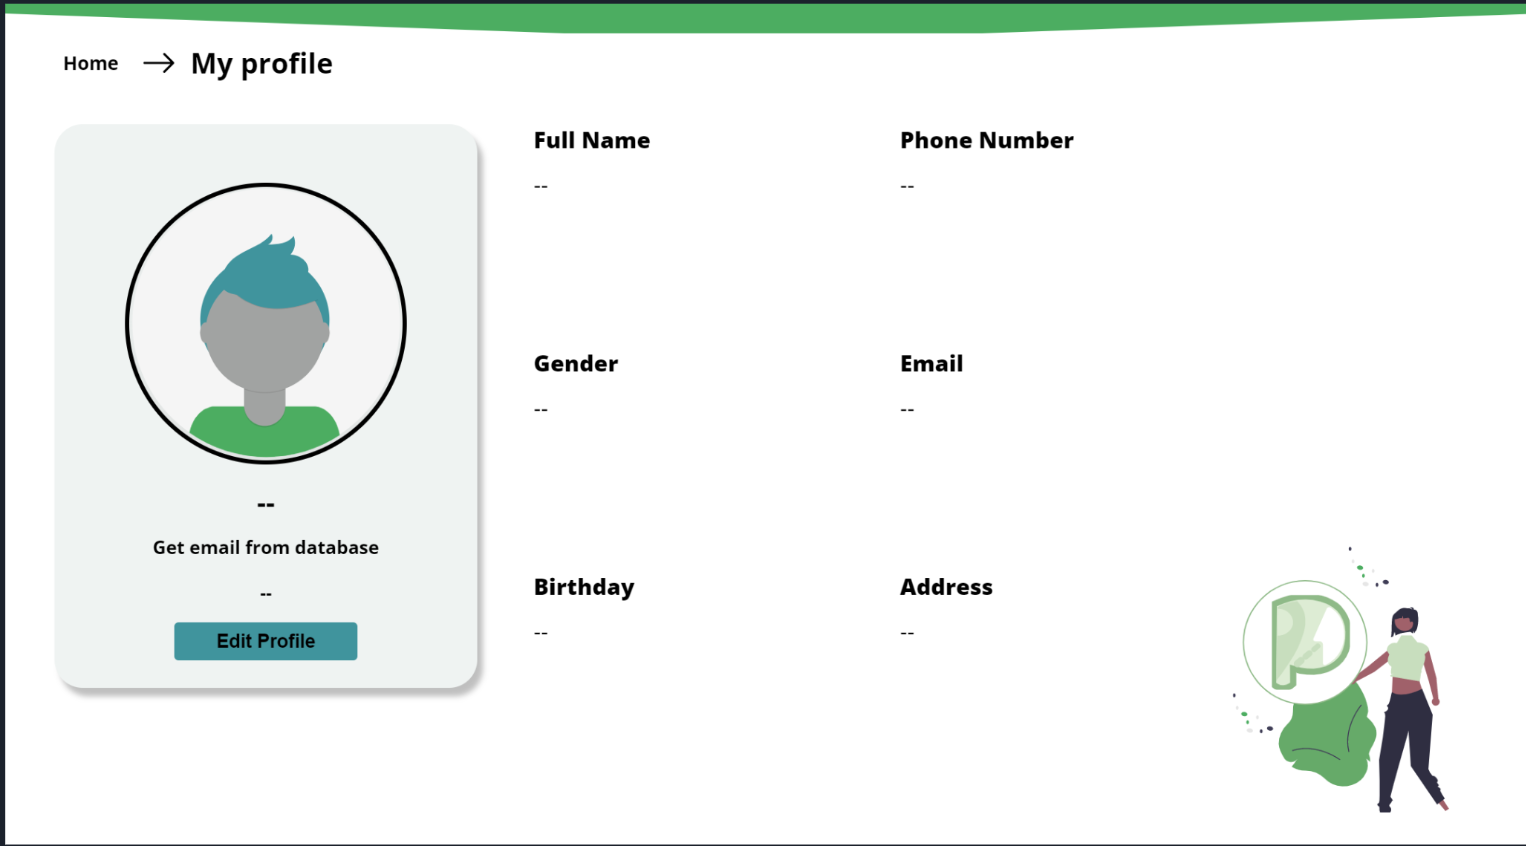 Home
My profile
--
Get email from database
--
Edit Profile
Full Name
--
Phone Number
--
Gender
--
Email
--
Birthday
--
Address
--
P